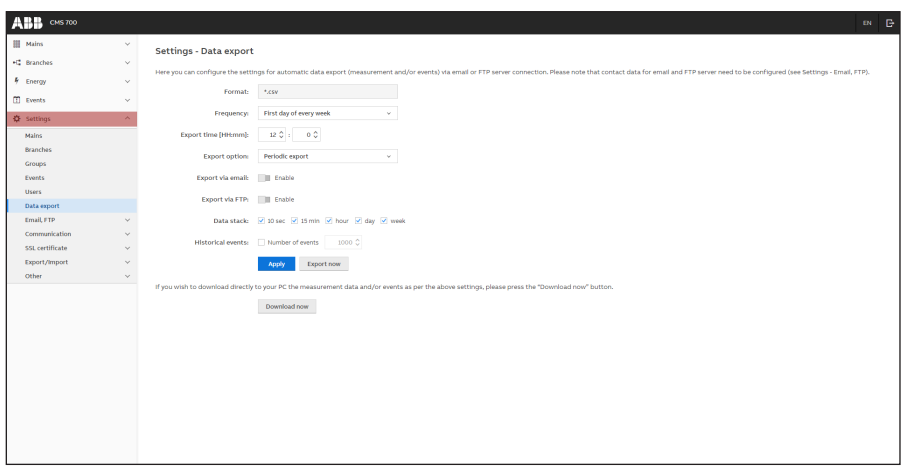 ABB CMS 700
EN
Mains
Branches
Energy
Events
Settings
Mains
Branches
Groups
Events
Users
Data export
Email, FTP
Communication
SSL certificate
Export/Import
Other
Settings - Data export
Here you can configure the settings for automatic data export (measurement and/or events) via email or FTP server connection. Please note that contact data for email and FTP server need to be configured (see Settings - Email, FTP).
Format: *.csv
Frequency: First day of every week
Export time [HH:mm]: 12 : 0
Export option: Periodic export
Export via email: Enable
Export via FTP: Enable
Data stack: 10 sec 15 min hour day week
Historical events: Number of events 1000
Apply Export now
If you wish to download directly to your PC the measurement data and/or events as per the above settings, please press the "Download now" button.
Download now